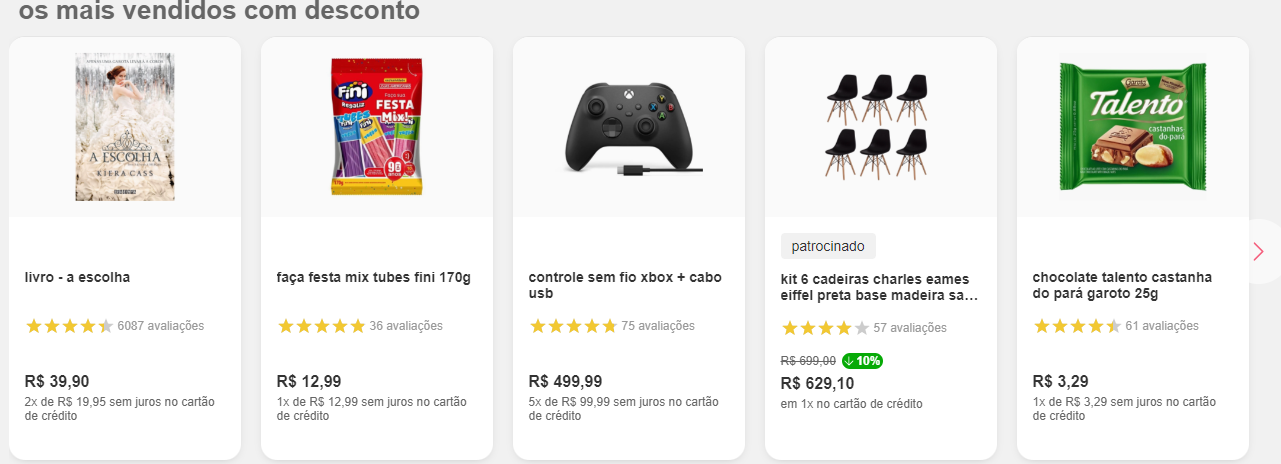 os mais vendidos com desconto
A ESCOLHA
KIERA CASS
Fini
REGALIZ
FESTA
Mix!
90
Garoto
Talento
castanhas
do pará
livro - a escolha
6087 avaliações
R$ 39,90
2x de R$ 19,95 sem juros no cartão
de crédito
faça festa mix tubes fini 170g
36 avaliações
R$ 12,99
1x de R$ 12,99 sem juros no cartão
de crédito
controle sem fio xbox + cabo
usb
75 avaliações
R$ 499,99
5x de R$ 99,99 sem juros no cartão
de crédito
patrocinado
kit 6 cadeiras charles eames
eiffel preta base madeira sa...
57 avaliações
R$ 699,00 10%
R$ 629,10
em 1x no cartão de crédito
chocolate talento castanha
do pará garoto 25g
61 avaliações
R$ 3,29
1x de R$ 3,29 sem juros no cartão
de crédito